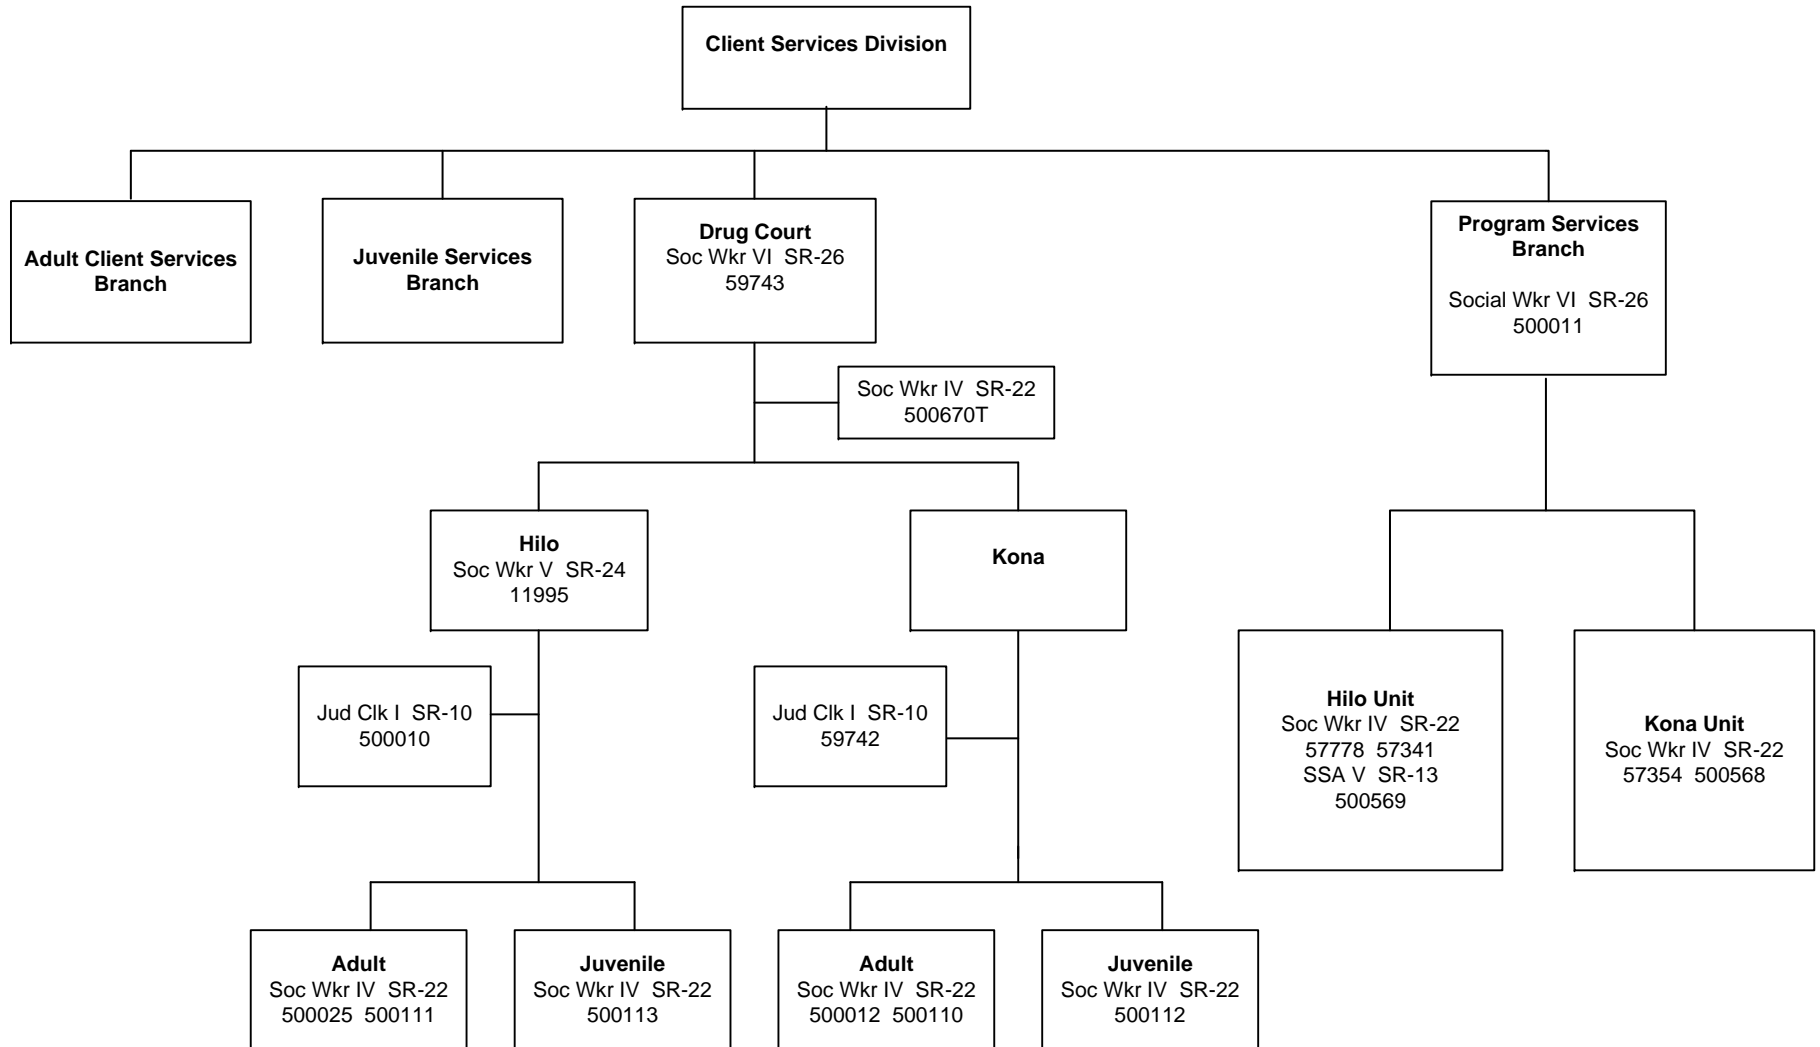 Client Services Division
Adult Client Services
Branch
Juvenile Services
Branch
Drug Court
Soc Wkr VI  SR-26
59743
Program Services
Branch
Social Wkr VI  SR-26
500011
Soc Wkr IV  SR-22
500670T
Hilo
Soc Wkr V  SR-24
11995
Kona
Jud Clk I  SR-10
500010
Jud Clk I  SR-10
59742
Hilo Unit
Soc Wkr IV  SR-22
57778  57341
SSA V  SR-13
500569
Kona Unit
Soc Wkr IV  SR-22
57354  500568
Adult
Soc Wkr IV  SR-22
500025  500111
Juvenile
Soc Wkr IV  SR-22
500113
Adult
Soc Wkr IV  SR-22
500012  500110
Juvenile
Soc Wkr IV  SR-22
500112